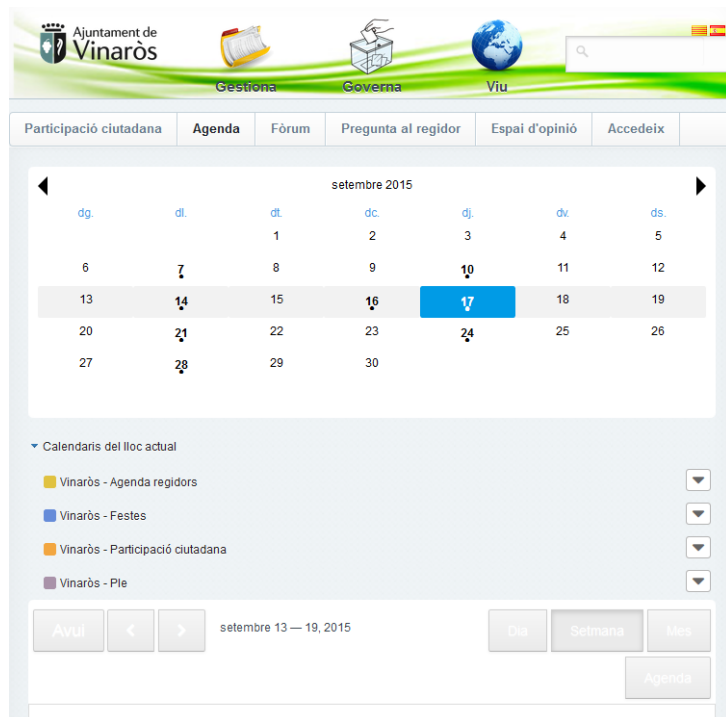 Ajuntament de
Vinaròs
Gestiona Governa Viu
Participació ciutadana Agenda Fòrum Pregunta al regidor Espai d'opinió Accedeix
setembre 2015
dg. dl. dt. dc. dj. dv. ds.
1 2 3 4 5
6 7 8 9 10 11 12
13 14 15 16 17 18 19
20 21 22 23 24 25 26
27 28 29 30
Calendaris del lloc actual
Vinaròs - Agenda regidors
Vinaròs - Festes
Vinaròs - Participació ciutadana
Vinaròs - Ple
Avui setembre 13 — 19, 2015 Dia Setmana Mes
Agenda